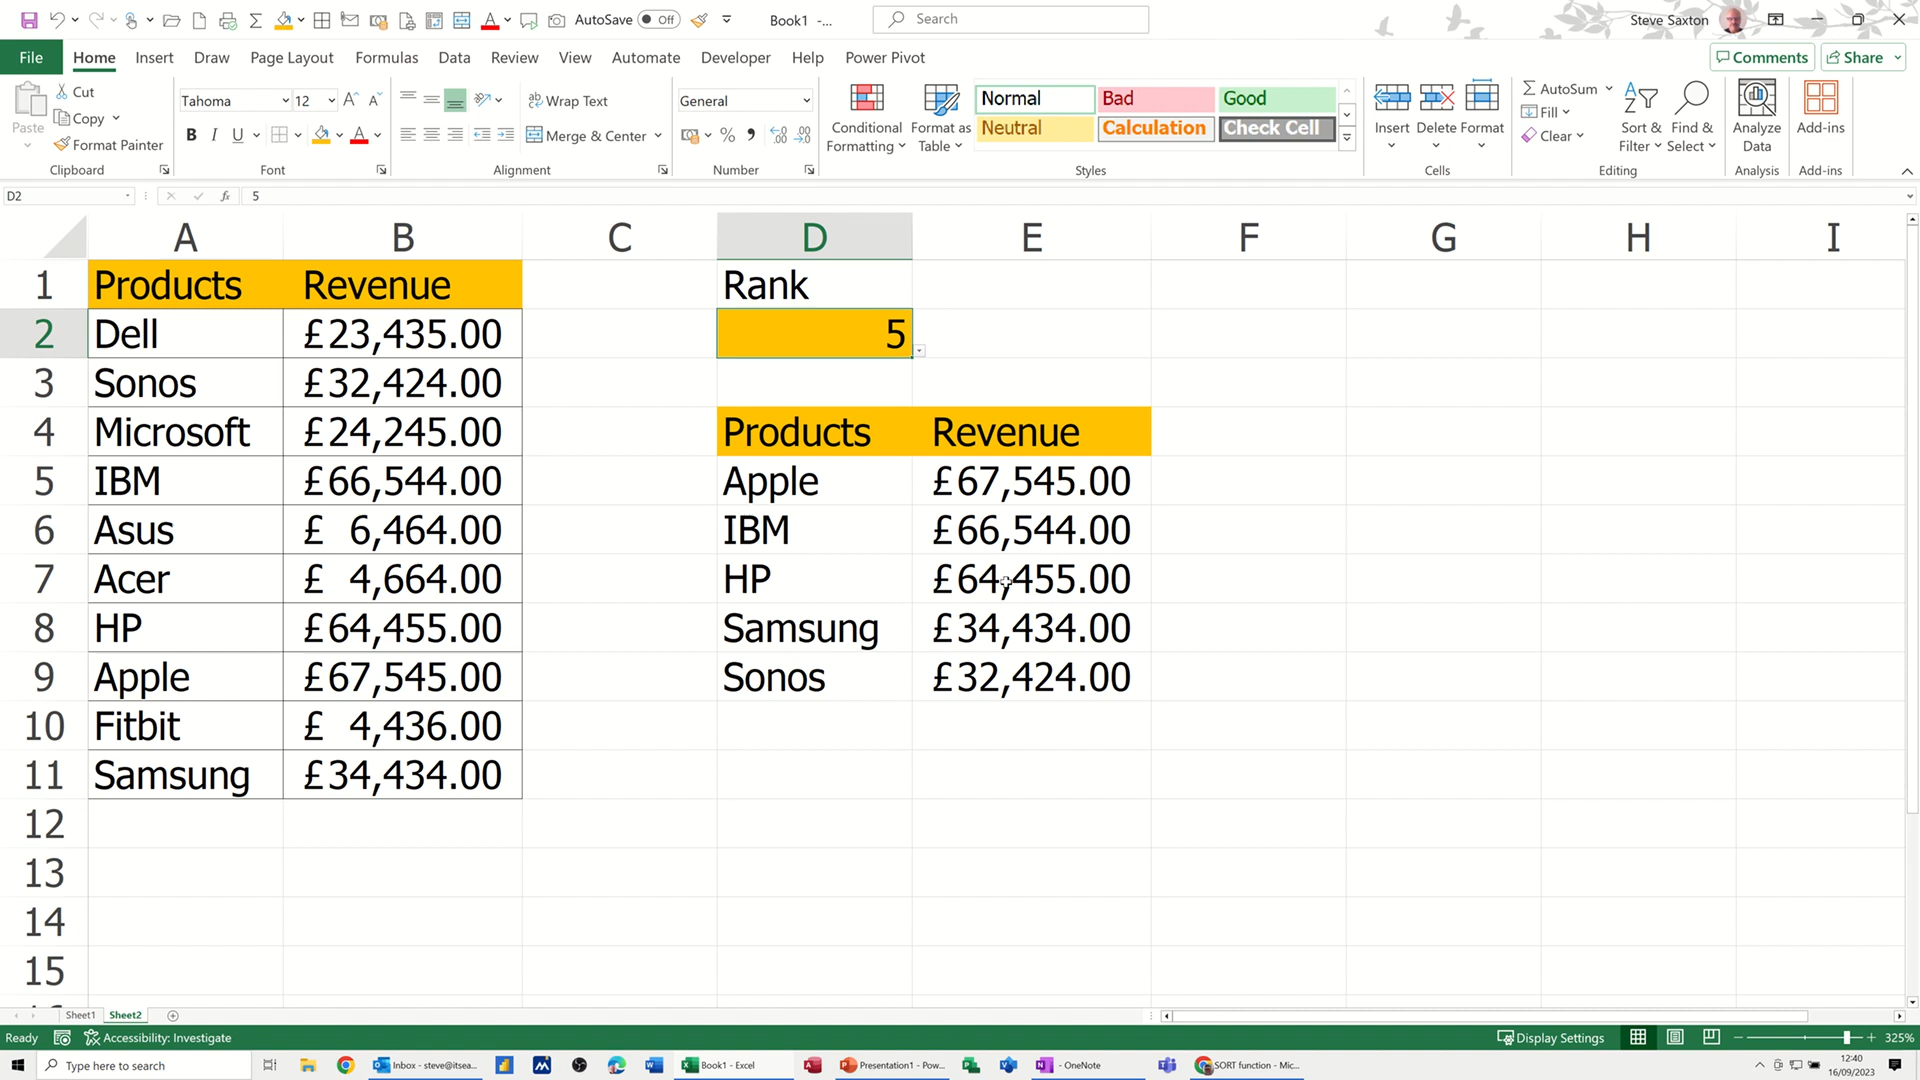 AutoSave Off Book1 -... Search Steve Saxton
File Home Insert Draw Page Layout Formulas Data Review View Automate Developer Help Power Pivot Comments Share
Paste
Cut
Copy
Format Painter
Clipboard
Tahoma 12
B I U
Font
Wrap Text
Merge & Center
Alignment
General
Number
Conditional Formatting
Format as Table
Normal Bad Good
Neutral Calculation Check Cell
Styles
Insert Delete Format
Cells
AutoSum
Fill
Clear
Sort & Filter
Find & Select
Editing
Analyze Data
Analysis
Add-ins
Add-ins
D2 fx 5
A B C D E F G H I
1 Products Revenue Rank
2 Dell £23,435.00 5
3 Sonos £32,424.00
4 Microsoft £24,245.00 Products Revenue
5 IBM £66,544.00 Apple £67,545.00
6 Asus £ 6,464.00 IBM £66,544.00
7 Acer £ 4,664.00 HP £64,455.00
8 HP £64,455.00 Samsung £34,434.00
9 Apple £67,545.00 Sonos £32,424.00
10 Fitbit £ 4,436.00
11 Samsung £34,434.00
12
13
14
15
Sheet1 Sheet2
Ready Accessibility: Investigate Display Settings 325%
Type here to search Inbox - steve@itsea... Book1 - Excel Presentation1 - Pow... - OneNote SORT function - Mic... 12:40
16/09/2023